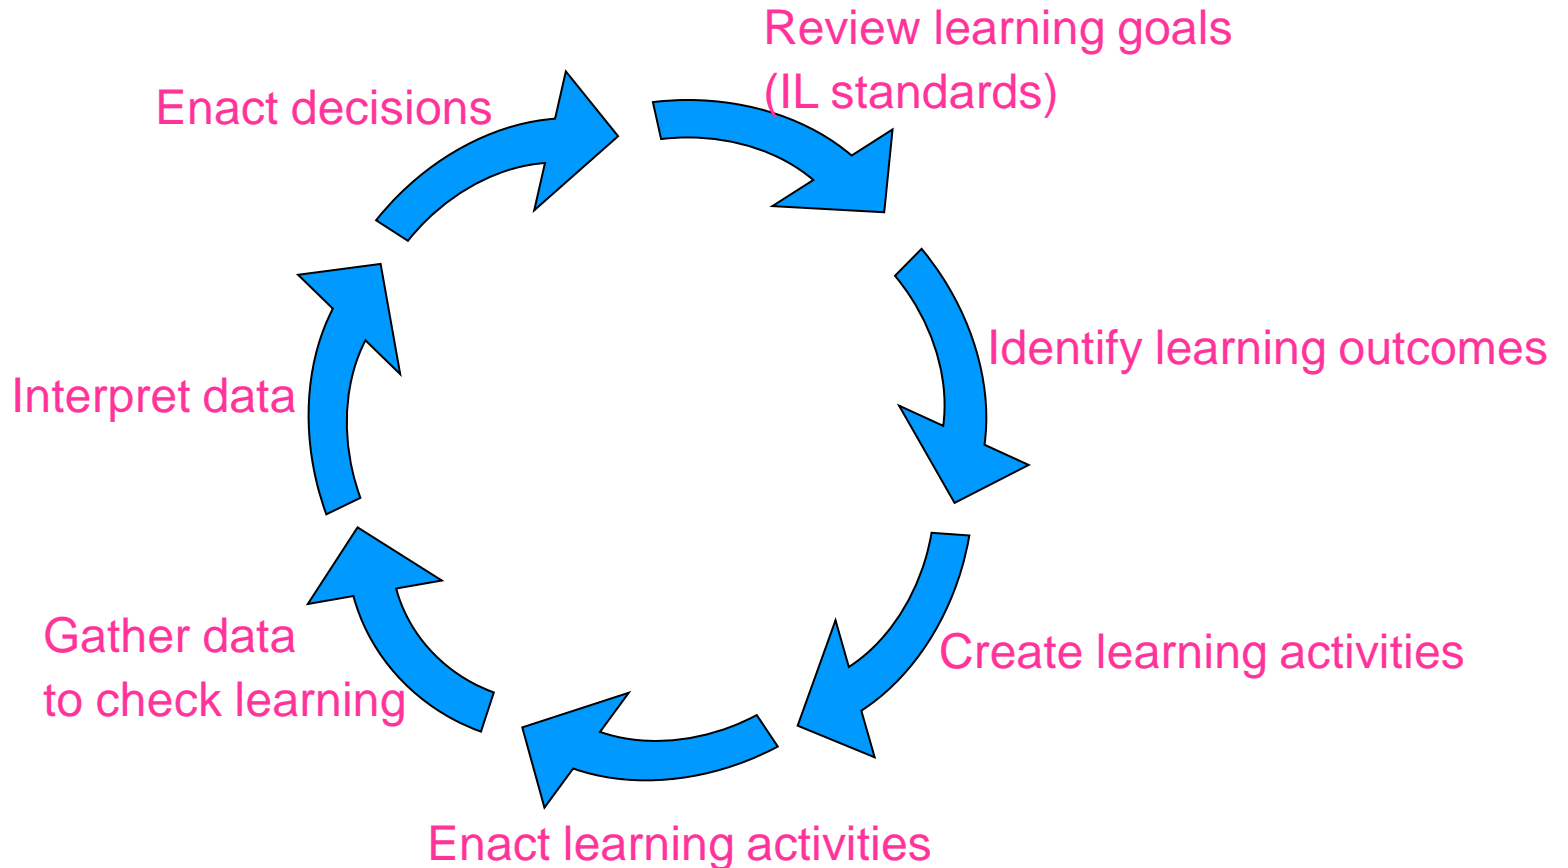 Review learning goals
(IL standards)
Enact decisions
Identify learning outcomes
Interpret data
Gather data
to check learning
Create learning activities
Enact learning activities